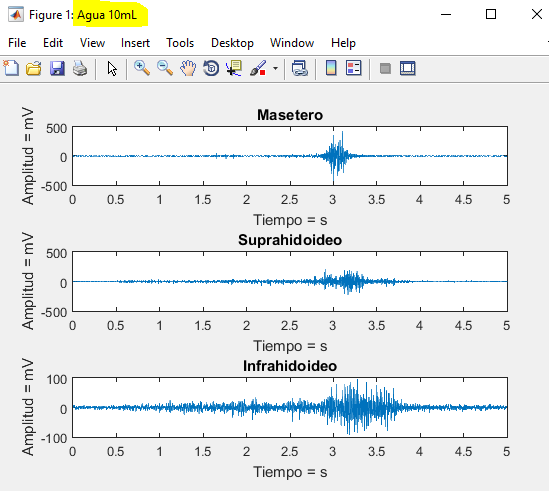 Figure 1: Agua 10mL
File Edit View Insert Tools Desktop Window Help
Masetero
Amplitud = mV
500
0
-500
0 0.5 1 1.5 2 2.5 3 3.5 4 4.5 5
Tiempo = s
Suprahioideo
Amplitud = mV
500
0
-500
0 0.5 1 1.5 2 2.5 3 3.5 4 4.5 5
Tiempo = s
Infrahioideo
Amplitud = mV
100
0
-100
0 0.5 1 1.5 2 2.5 3 3.5 4 4.5 5
Tiempo = s